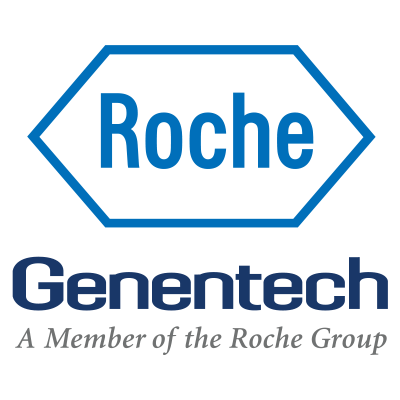 Roche
Genentech
A Member of the Roche Group